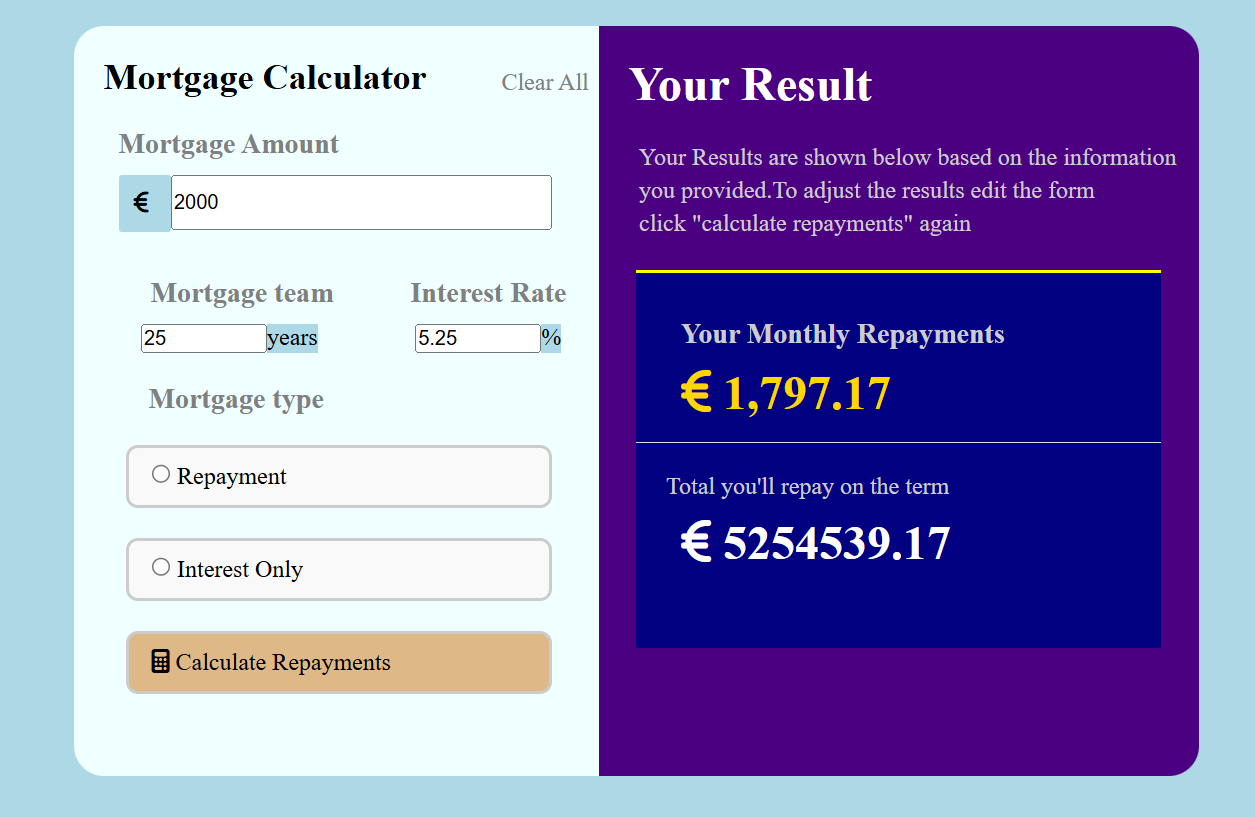 Mortgage Calculator
Clear All
Mortgage Amount
€ 2000
Mortgage team
Interest Rate
25 years
5.25 %
Mortgage type
Repayment
Interest Only
Calculate Repayments
Your Result
Your Results are shown below based on the information
you provided.To adjust the results edit the form
click "calculate repayments" again
Your Monthly Repayments
€ 1,797.17
Total you'll repay on the term
€ 5254539.17